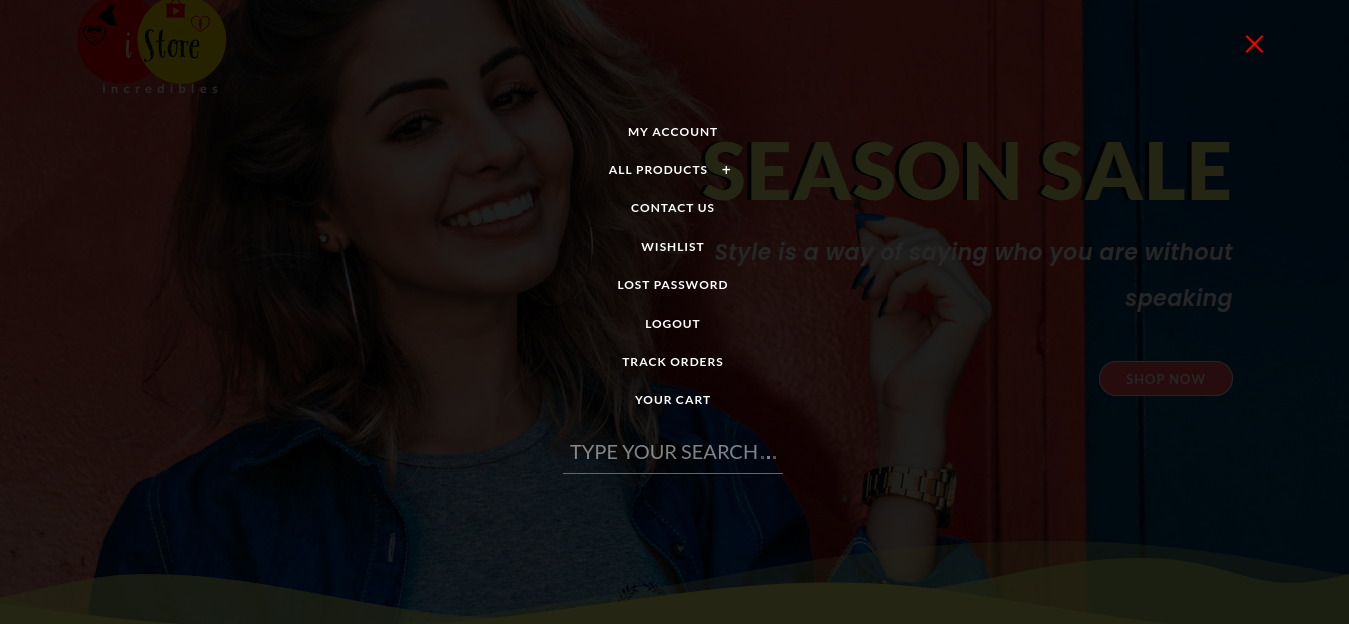 i Store
Incredibles
MY ACCOUNT
ALL PRODUCTS +
CONTACT US
WISHLIST
LOST PASSWORD
LOGOUT
TRACK ORDERS
YOUR CART
TYPE YOUR SEARCH...
SEASON SALE
Style is a way of saying who you are without
speaking
SHOP NOW